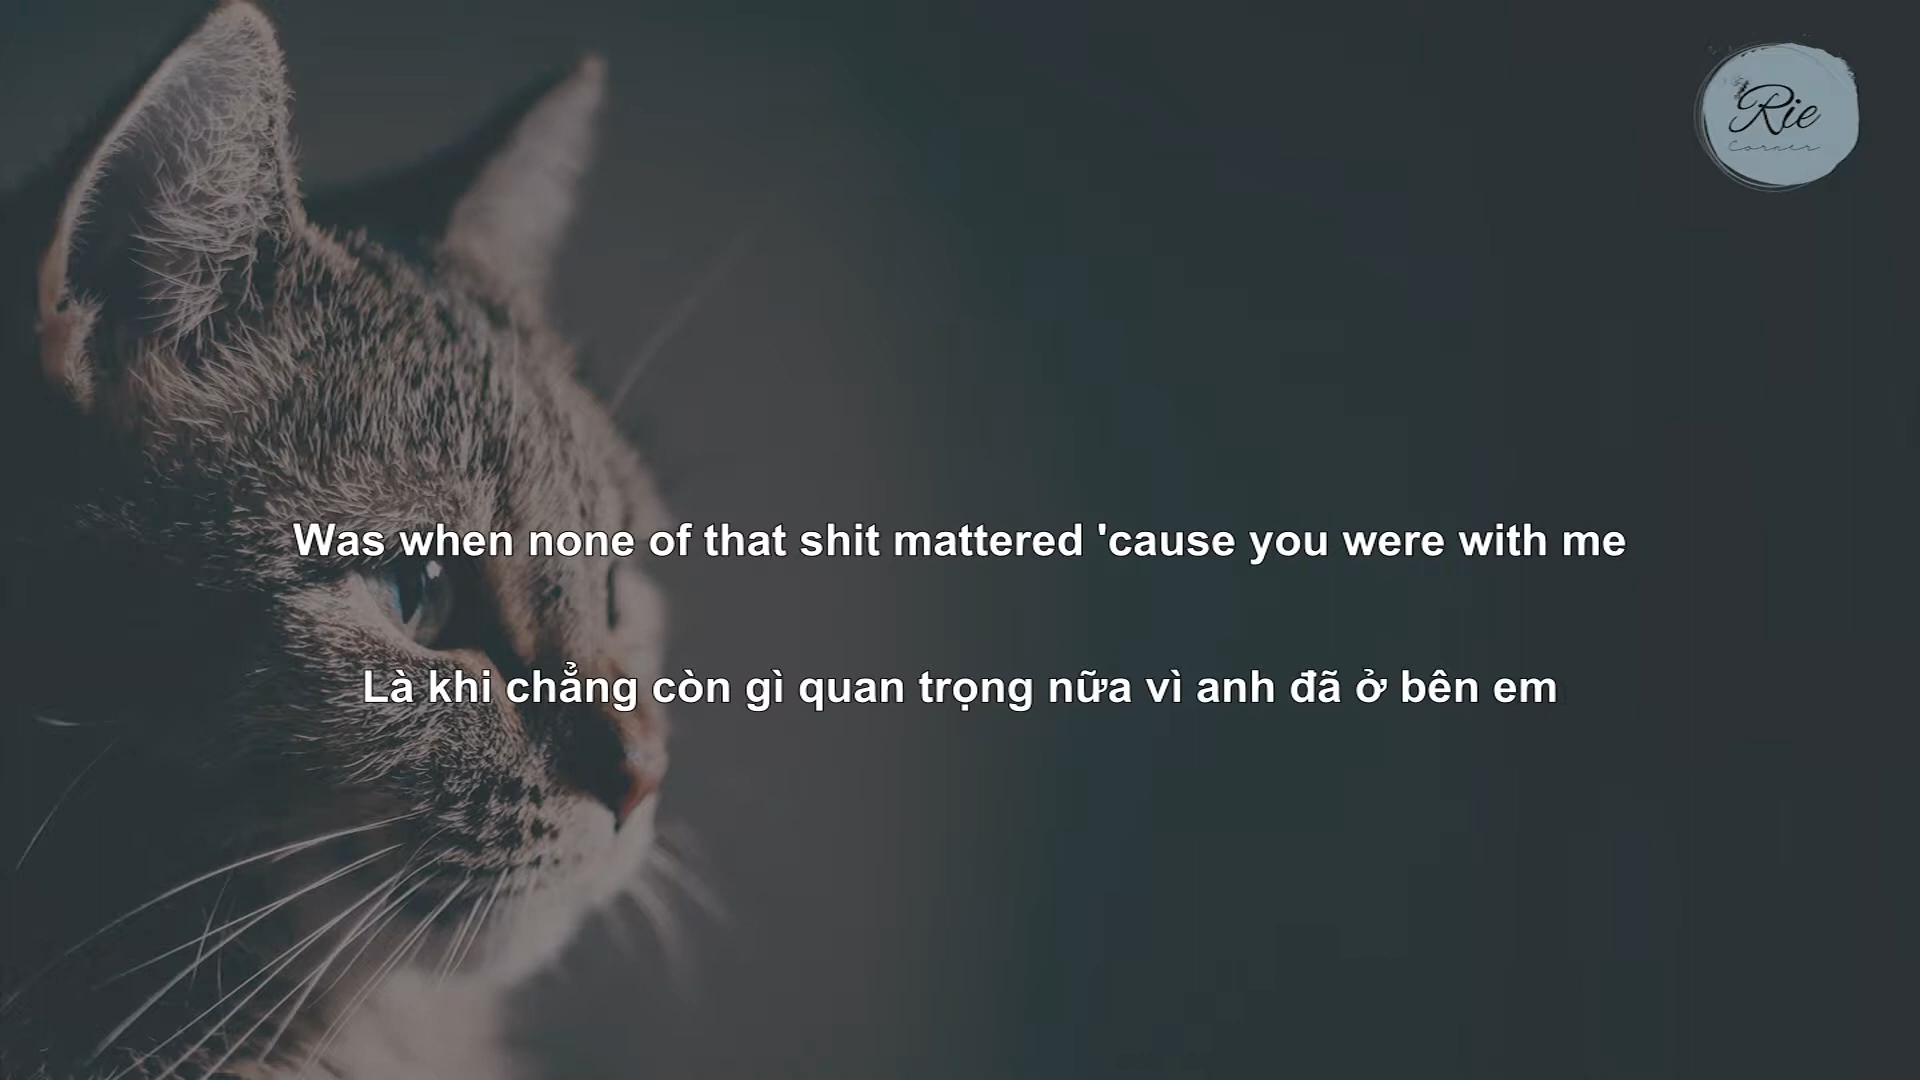 Rie
Corner
Was when none of that shit mattered 'cause you were with me
Là khi chẳng còn gì quan trọng nữa vì anh đã ở bên em